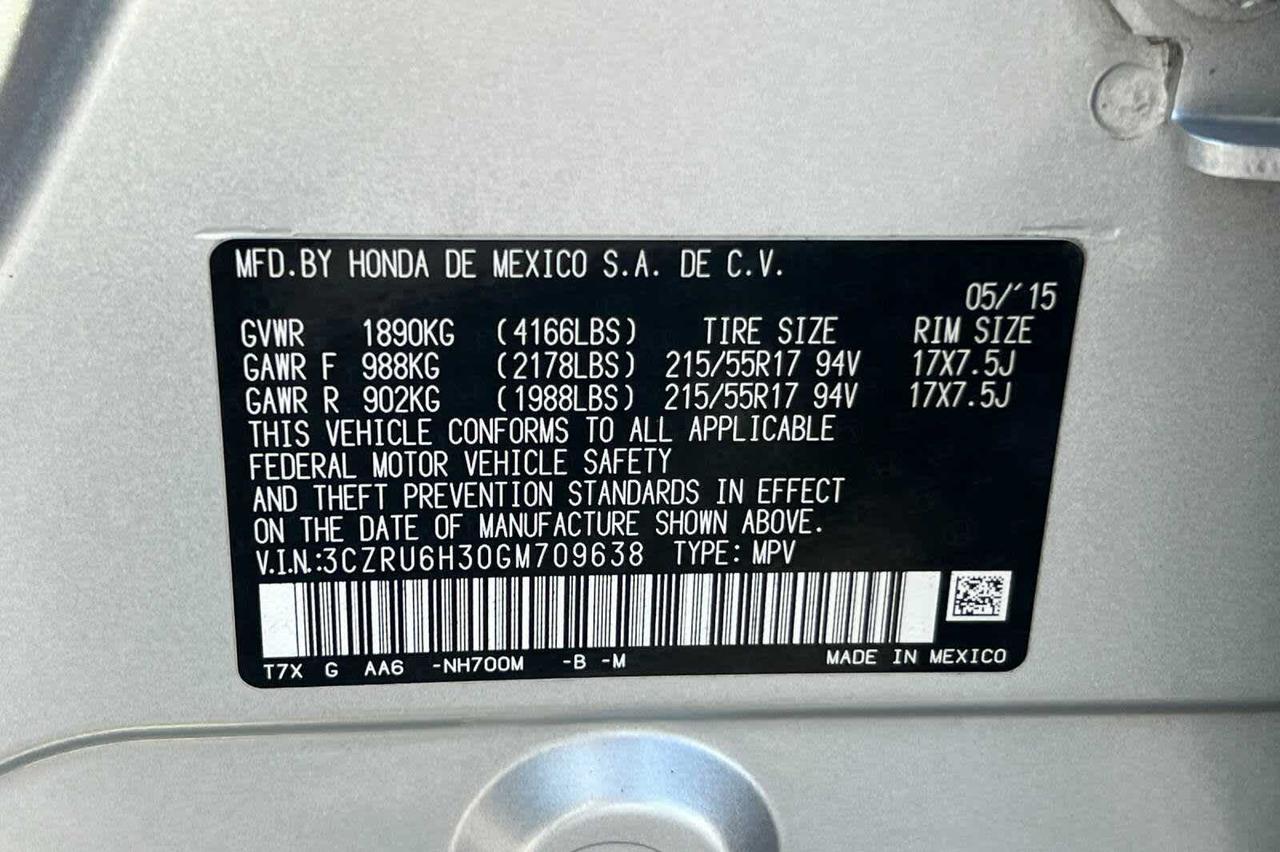 MFD.BY HONDA DE MEXICO S.A. DE C.V.
05/´15
GVWR 1890KG (4166LBS) TIRE SIZE RIM SIZE
GAWR F 988KG (2178LBS) 215/55R17 94V 17X7.5J
GAWR R 902KG (1988LBS) 215/55R17 94V 17X7.5J
THIS VEHICLE CONFORMS TO ALL APPLICABLE
FEDERAL MOTOR VEHICLE SAFETY
AND THEFT PREVENTION STANDARDS IN EFFECT
ON THE DATE OF MANUFACTURE SHOWN ABOVE.
V.I.N.:3CZRU6H30GM709638 TYPE: MPV
T7X G AA6 -NH700M -B -M MADE IN MEXICO